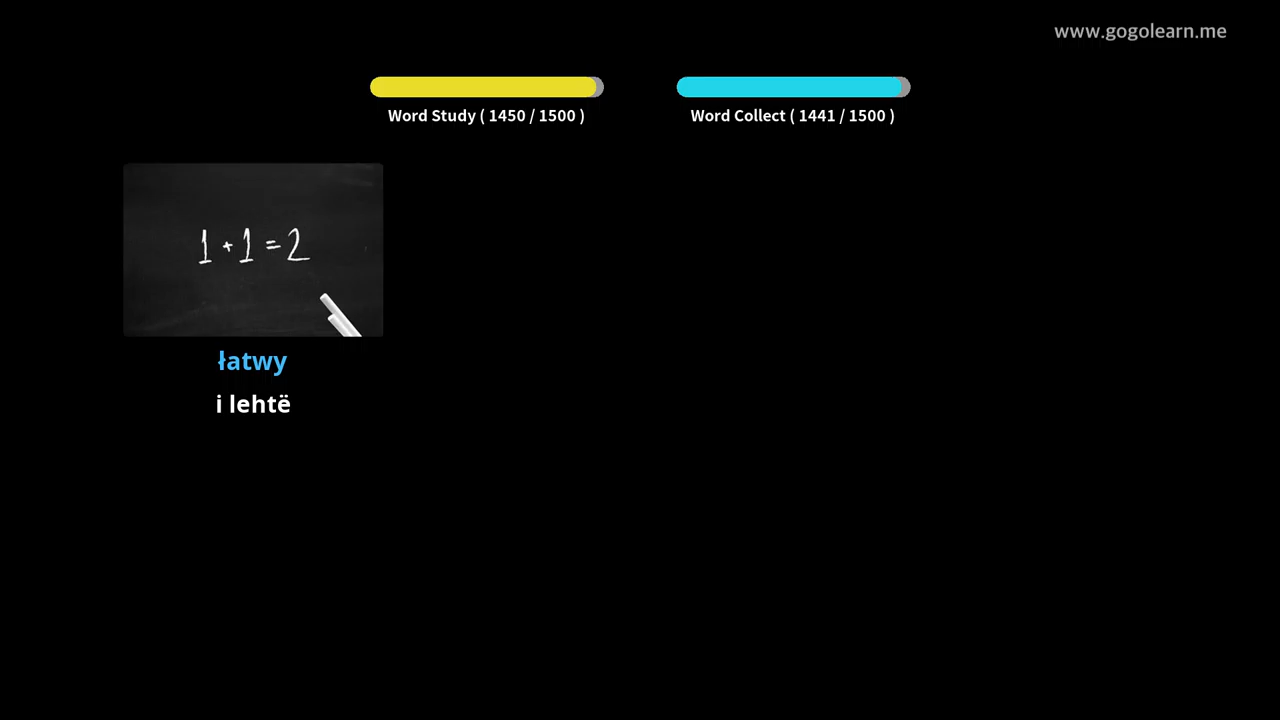 www.gogolearn.me
Word Study ( 1450 / 1500 )
Word Collect ( 1441 / 1500 )
1 + 1 = 2
łatwy
i lehtë